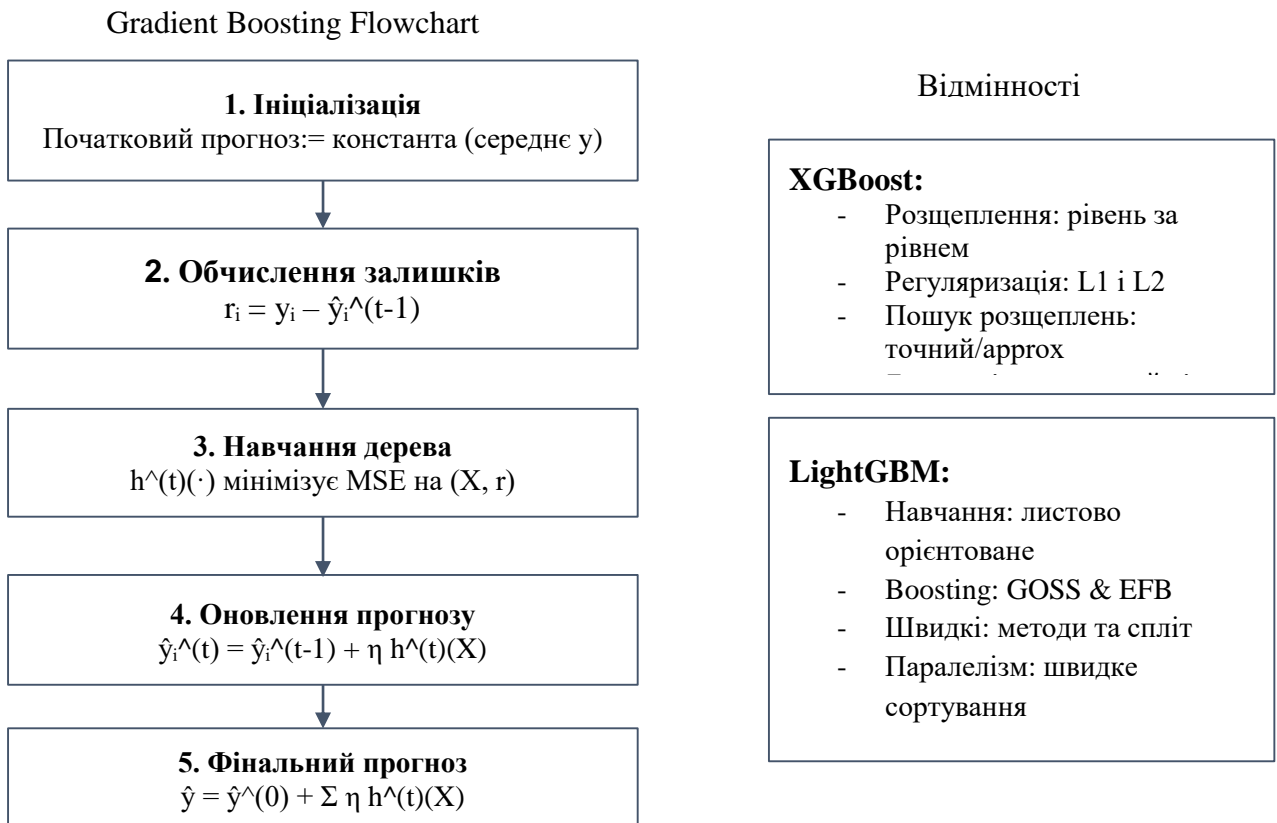 Gradient Boosting Flowchart
1. Ініціалізація
Початковий прогноз:= константа (середнє y)
2. Обчислення залишків
rᵢ = yᵢ – ŷᵢ^(t-1)
3. Навчання дерева
h^(t)(·) мінімізує MSE на (X, r)
4. Оновлення прогнозу
ŷᵢ^(t) = ŷᵢ^(t-1) + η h^(t)(X)
5. Фінальний прогноз
ŷ = ŷ^(0) + Σ η h^(t)(X)
Відмінності
XGBoost:
- Розщеплення: рівень за
рівнем
- Регуляризація: L1 і L2
- Пошук розщеплень:
точний/approx
LightGBM:
- Навчання: листово
орієнтоване
- Boosting: GOSS & EFB
- Швидкі: методи та спліт
- Паралелізм: швидке
сортування